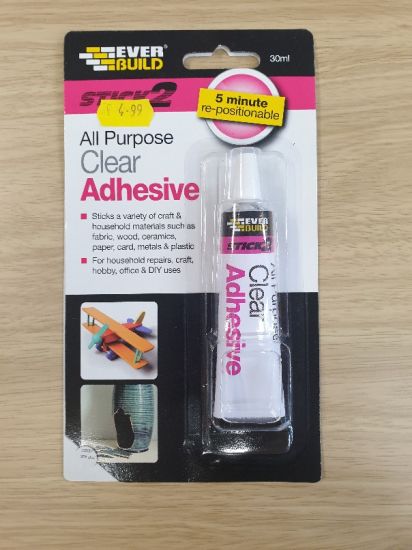 EVER
BUILD
30ml
STICK2
£ 4.99
5 minute
re-positionable
All Purpose
Clear
Adhesive
Sticks a variety of craft &
household materials such as
fabric, wood, ceramics,
paper, card, metals & plastic
For household repairs, craft,
hobby, office & DIY uses
EVER
BUILD
STICK2
All Purpose
Clear
Adhesive